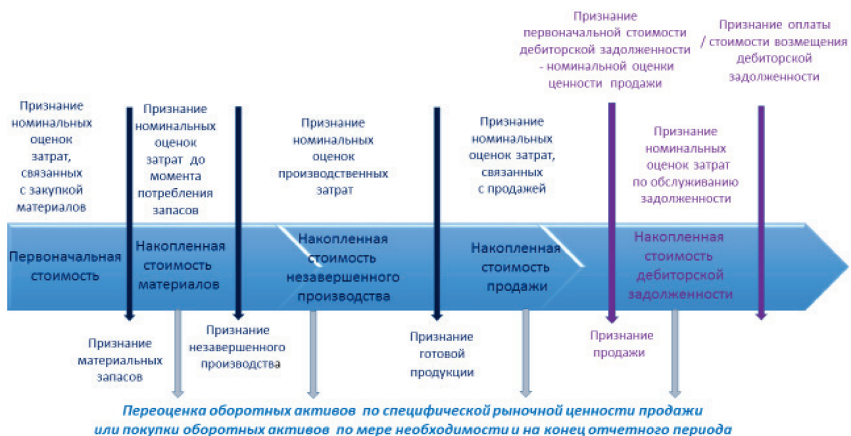 Признание
первоначальной стоимости
дебиторской задолженности
- номинальной оценки
ценности продажи
Признание оплаты
/ стоимости возмещения
дебиторской
задолженности
Признание
номинальных
оценок
затрат,
связанных
с закупкой
материалов
Признание
номинальных
оценок
затрат до
момента
потребления
запасов
Признание
номинальных
оценок
производственных
затрат
Признание
номинальных
оценок затрат,
связанных
с продажей
Признание
номинальных
оценок затрат
по обслуживанию
задолженности
Первоначальная
стоимость
Накопленная
стоимость
материалов
Накопленная
стоимость
незавершенного
производства
Накопленная
стоимость
продажи
Накопленная
стоимость
дебиторской
задолженности
Признание
материальных
запасов
Признание
незавершенного
производства
Признание
готовой
продукции
Признание
продажи
Переоценка оборотных активов по специфической рыночной ценности продажи
или покупки оборотных активов по мере необходимости и на конец отчетного периода